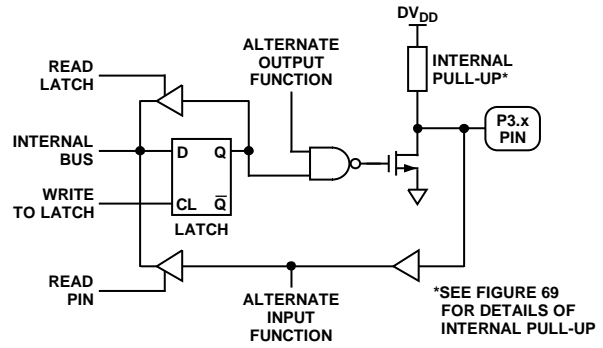 DVDD
ALTERNATE
OUTPUT
FUNCTION
INTERNAL
PULL-UP*
READ
LATCH
P3.x
PIN
INTERNAL
BUS
D Q
WRITE
TO LATCH
CL Q̅
LATCH
READ
PIN
ALTERNATE
INPUT
FUNCTION
*SEE FIGURE 69
FOR DETAILS OF
INTERNAL PULL-UP